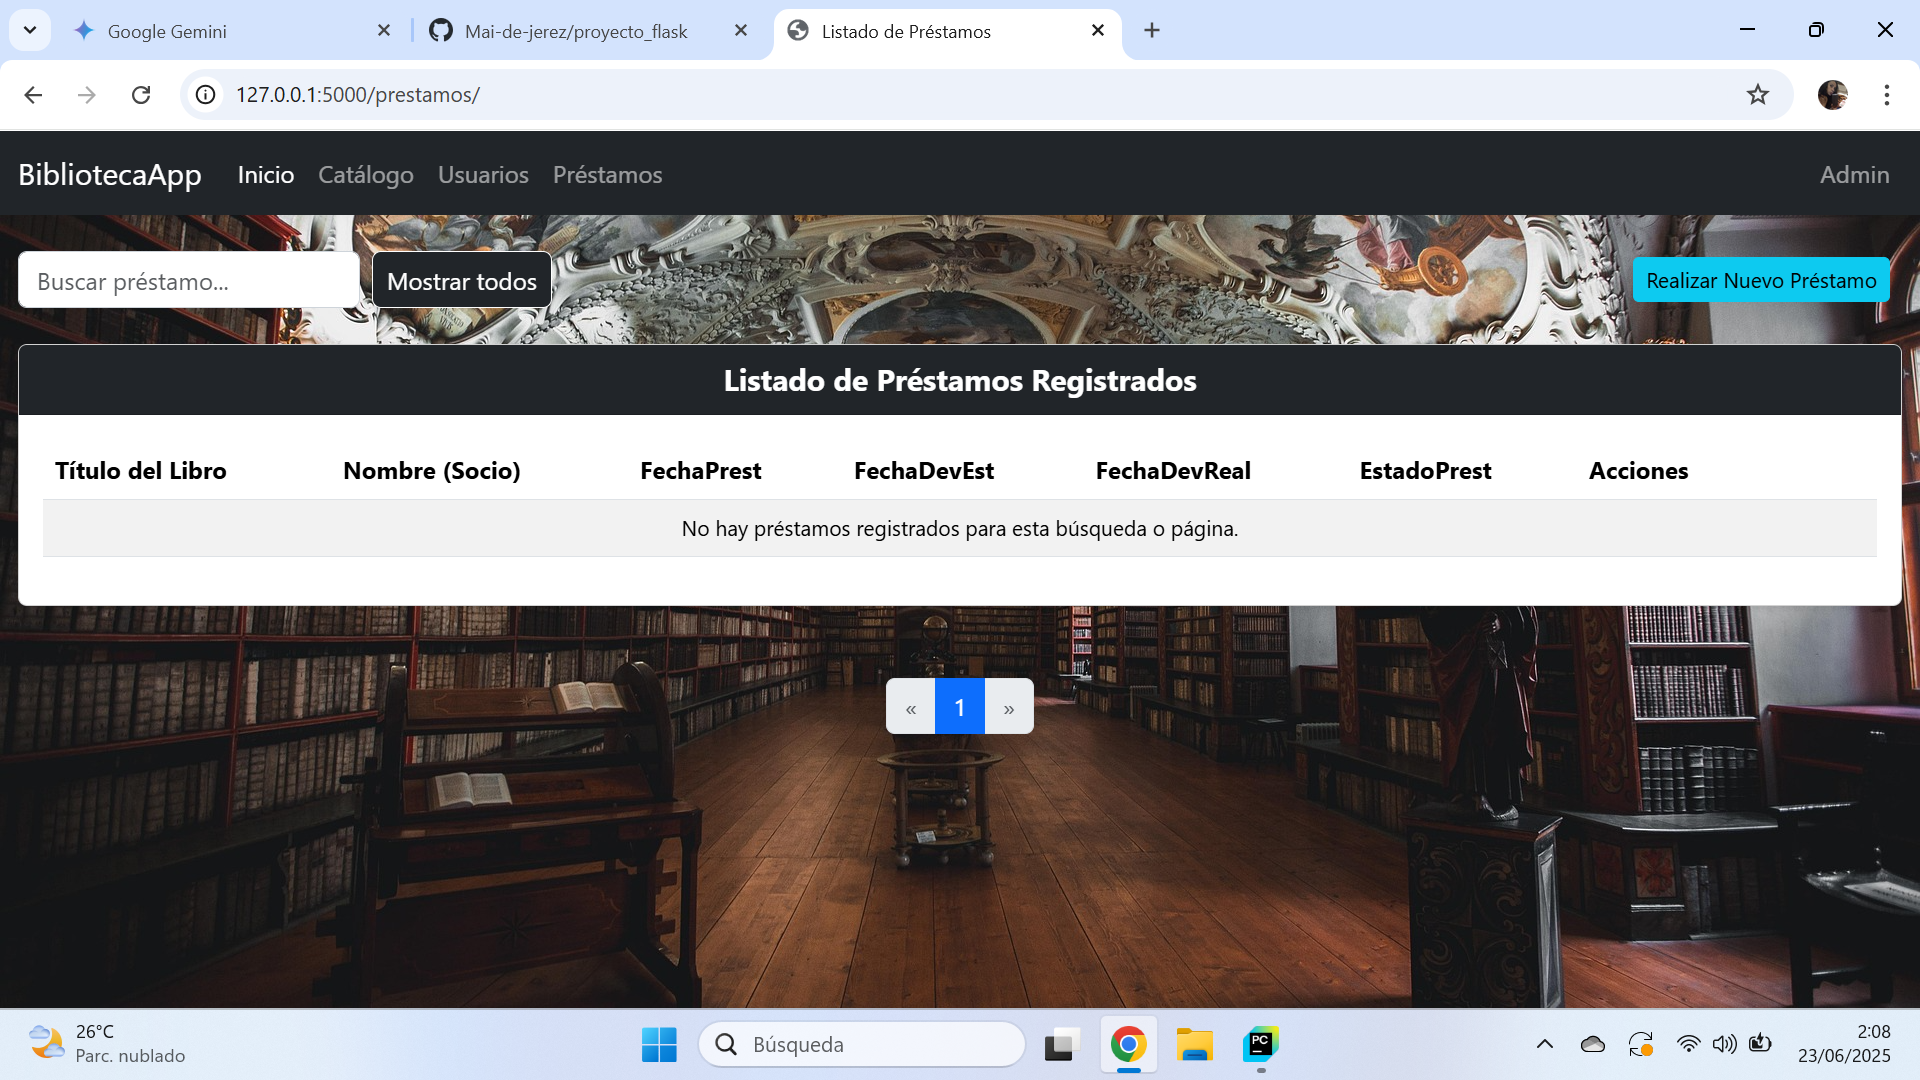 Google Gemini
Mai-de-jerez/proyecto_flask
Listado de Préstamos
127.0.0.1:5000/prestamos/
BibliotecaApp Inicio Catálogo Usuarios Préstamos Admin
Buscar préstamo... Mostrar todos Realizar Nuevo Préstamo
Listado de Préstamos Registrados
Título del Libro Nombre (Socio) FechaPrest FechaDevEst FechaDevReal EstadoPrest Acciones
No hay préstamos registrados para esta búsqueda o página.
« 1 »
26°C
Parc. nublado
Búsqueda
PC
2:08
23/06/2025